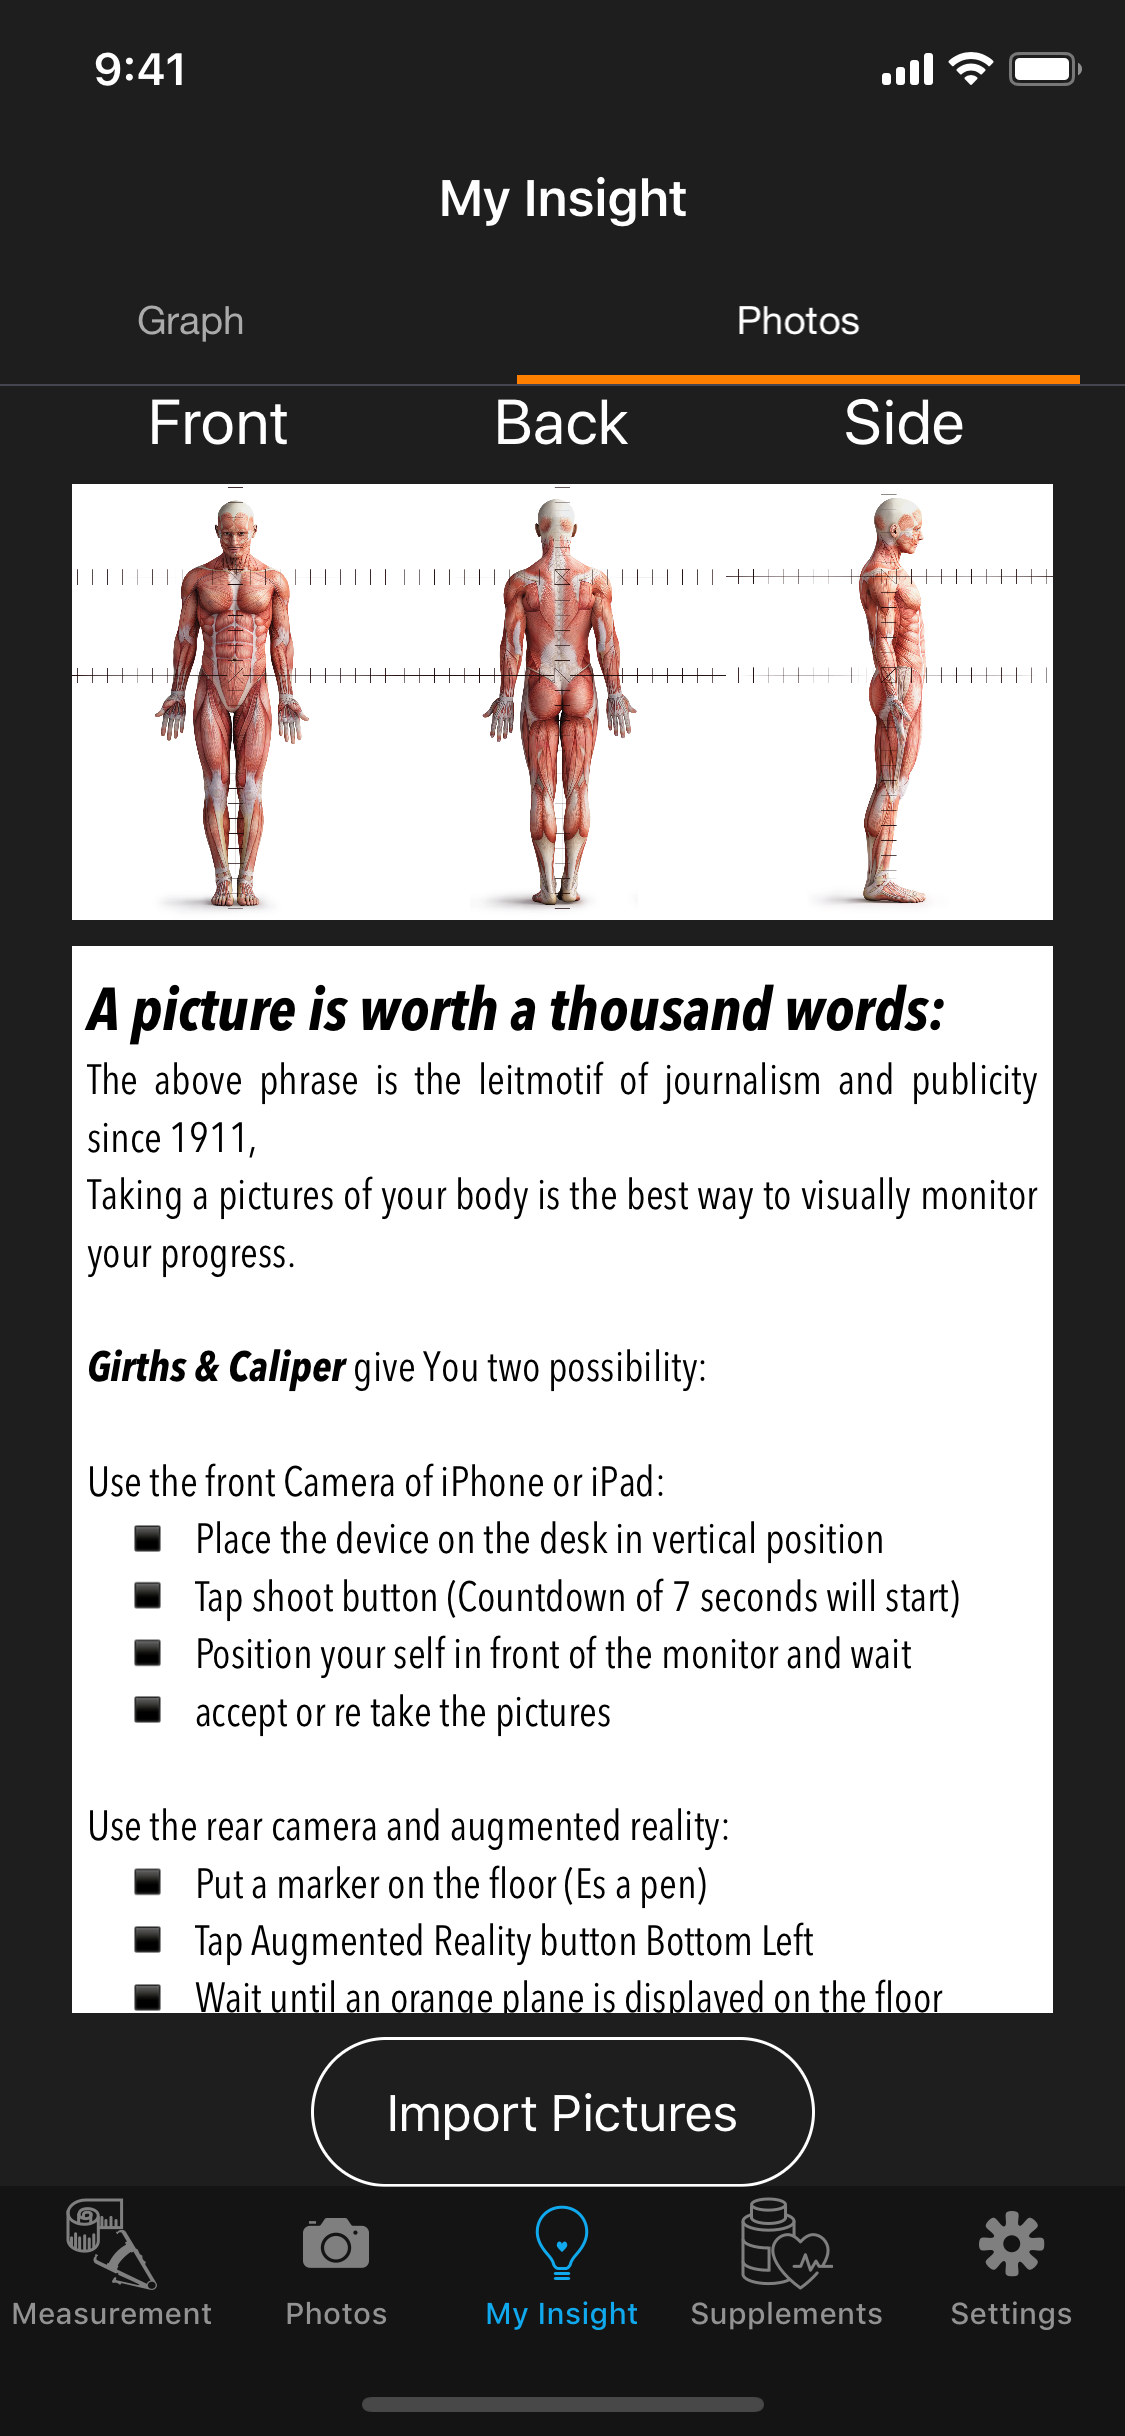 9:41
My Insight
Graph Photos
Front Back Side
A picture is worth a thousand words:
The above phrase is the leitmotif of journalism and publicity
since 1911,
Taking a pictures of your body is the best way to visually monitor
your progress.
Girths & Caliper give You two possibility:
Use the front Camera of iPhone or iPad:
Place the device on the desk in vertical position
Tap shoot button (Countdown of 7 seconds will start)
Position your self in front of the monitor and wait
accept or re take the pictures
Use the rear camera and augmented reality:
Put a marker on the floor (Es a pen)
Tap Augmented Reality button Bottom Left
Wait until an orange plane is displayed on the floor
Import Pictures
Measurement Photos My Insight Supplements Settings